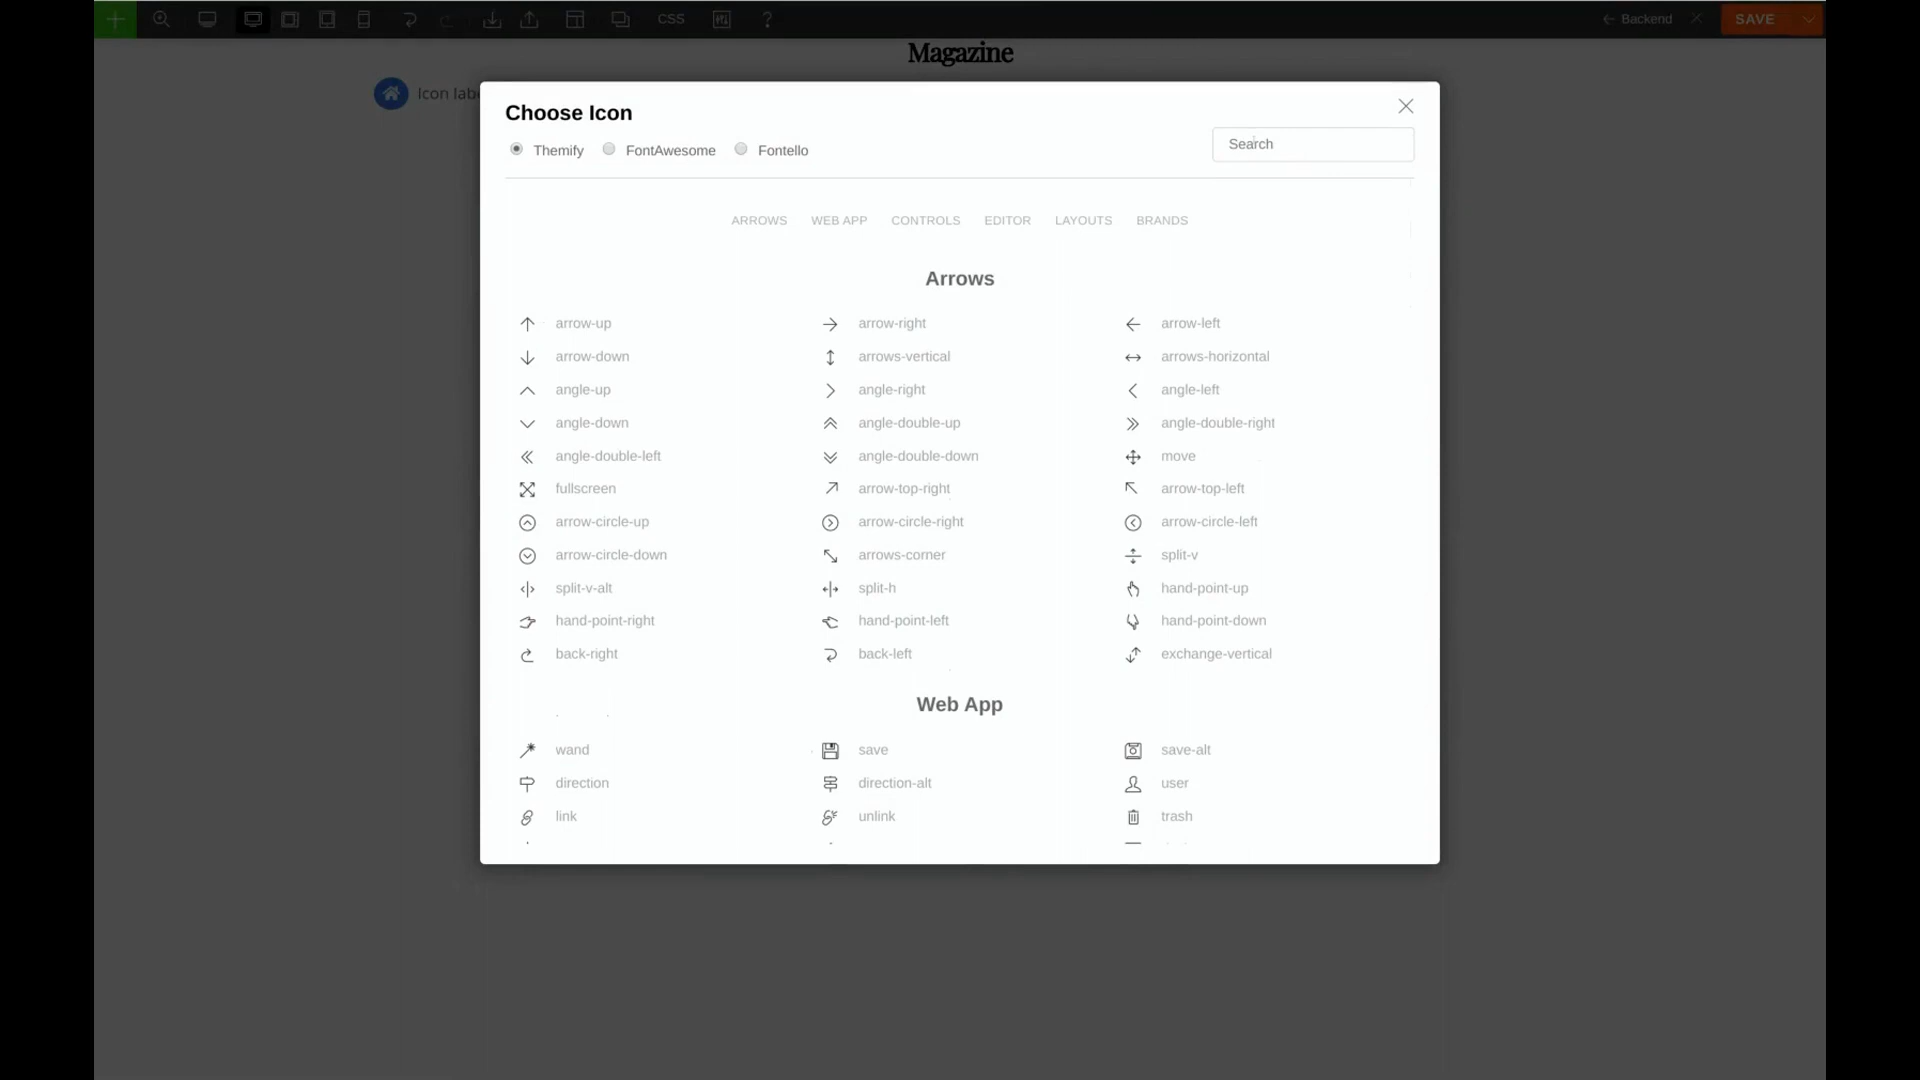 CSS ? Backend SAVE
Magazine
Icon labe
Choose Icon
Themify FontAwesome Fontello
Search
ARROWS WEB APP CONTROLS EDITOR LAYOUTS BRANDS
Arrows
arrow-up arrow-right arrow-left
arrow-down arrows-vertical arrows-horizontal
angle-up angle-right angle-left
angle-down angle-double-up angle-double-right
angle-double-left angle-double-down move
fullscreen arrow-top-right arrow-top-left
arrow-circle-up arrow-circle-right arrow-circle-left
arrow-circle-down arrows-corner split-v
split-v-alt split-h hand-point-up
hand-point-right hand-point-left hand-point-down
back-right back-left exchange-vertical
Web App
wand save save-alt
direction direction-alt user
link unlink trash